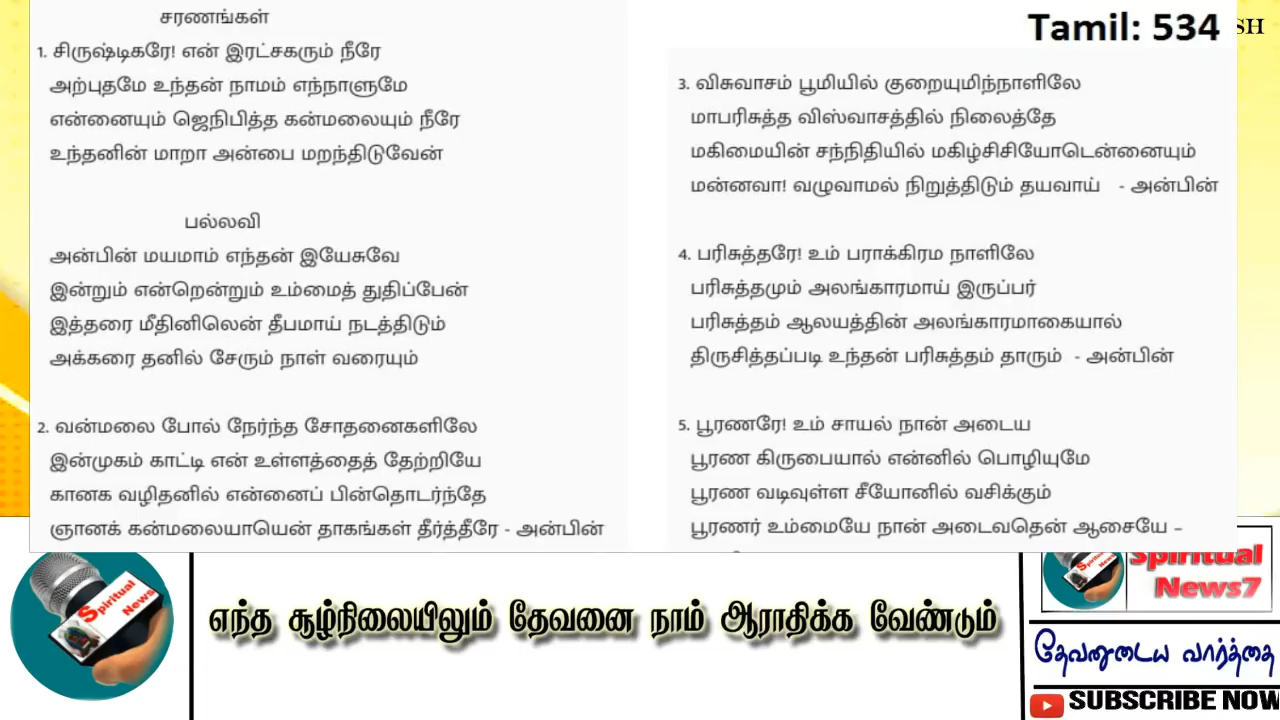 சரணங்கள்
1. சிருஷ்டிகரே! என் இரட்சகரும் நீரே
அற்புதமே உந்தன் நாமம் எந்நாளுமே
என்னையும் ஜெநிபித்த கன்மலையும் நீரே
உந்தனின் மாறா அன்பை மறந்திடுவேன்
பல்லவி
அன்பின் மயமாம் எந்தன் இயேசுவே
இன்றும் என்றென்றும் உம்மைத் துதிப்பேன்
இத்தரை மீதினிலென் தீபமாய் நடத்திடும்
அக்கரை தனில் சேரும் நாள் வரையும்
2. வன்மலை போல் நேர்ந்த சோதனைகளிலே
இன்முகம் காட்டி என் உள்ளத்தைத் தேற்றியே
கானக வழிதனில் என்னைப் பின்தொடர்ந்தே
ஞானக் கன்மலையாயென் தாகங்கள் தீர்த்தீரே - அன்பின்
Tamil: 534
SH
3. விசுவாசம் பூமியில் குறையுமிந்நாளிலே
மாபரிசுத்த விஸ்வாசத்தில் நிலைத்தே
மகிமையின் சந்நிதியில் மகிழ்சிசியோடென்னையும்
மன்னவா! வழுவாமல் நிறுத்திடும் தயவாய் - அன்பின்
4. பரிசுத்தரே! உம் பராக்கிரம நாளிலே
பரிசுத்தமும் அலங்காரமாய் இருப்பர்
பரிசுத்தம் ஆலயத்தின் அலங்காரமாகையால்
திருசித்தப்படி உந்தன் பரிசுத்தம் தாரும் - அன்பின்
5. பூரணரே! உம் சாயல் நான் அடைய
பூரண கிருபையால் என்னில் பொழியுமே
பூரண வடிவுள்ள சீயோனில் வசிக்கும்
பூரணர் உம்மையே நான் அடைவதென் ஆசையே –
Spiritual
News
எந்த சூழ்நிலையிலும் தேவனை நாம் ஆராதிக்க வேண்டும்
Spiritual
News7
தேவனுடைய வார்த்தை
SUBSCRIBE NOW